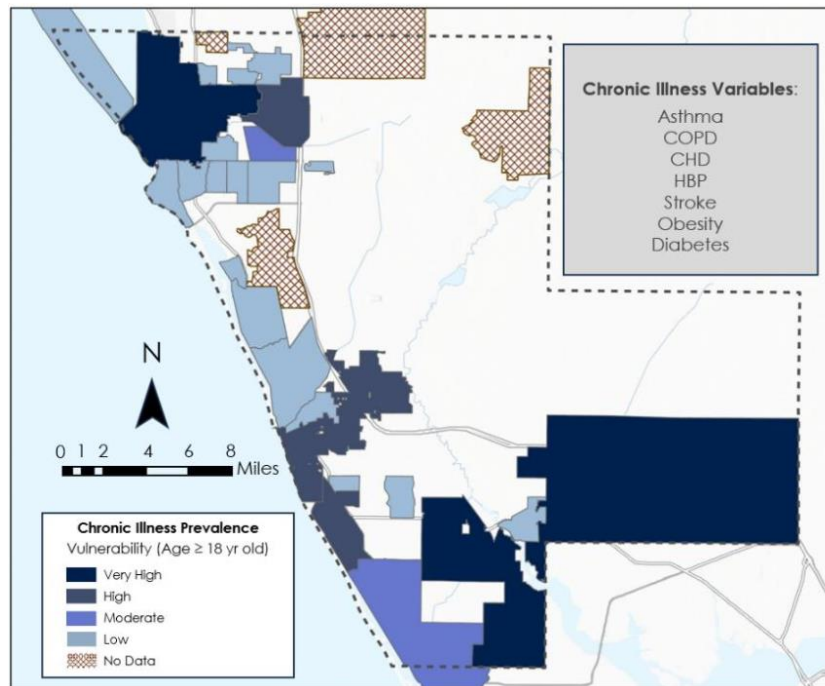 Chronic Illness Variables:
Asthma
COPD
CHD
HBP
Stroke
Obesity
Diabetes
N
0 1 2 4 6 8
Miles
Chronic Illness Prevalence
Vulnerability (Age ≥ 18 yr old)
Very High
High
Moderate
Low
No Data